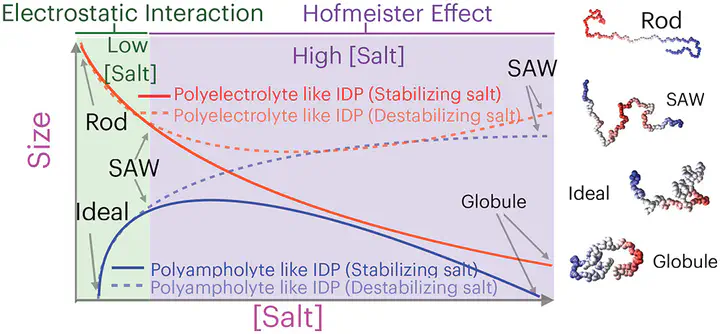 Electrostatic Interaction
Hofmeister Effect
Low
[Salt]
High [Salt]
SAW
Polyelectrolyte like IDP (Stabilizing salt)
Polyelectrolyte like IDP (Destabilizing salt)
Rod
SAW
Ideal
Globule
Polyampholyte like IDP (Stabilizing salt)
Polyampholyte like IDP (Destabilizing salt)
Size
[Salt]
Rod
SAW
Ideal
Globule